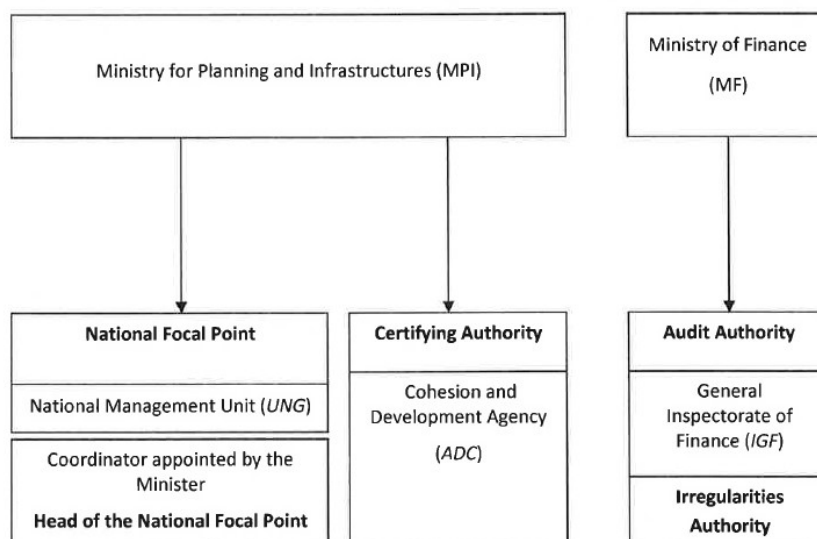 Ministry for Planning and Infrastructures (MPI)
Ministry of Finance
(MF)
National Focal Point
National Management Unit (UNG)
Coordinator appointed by the
Minister
Head of the National Focal Point
Certifying Authority
Cohesion and
Development Agency
(ADC)
Audit Authority
General
Inspectorate of
Finance (IGF)
Irregularities
Authority